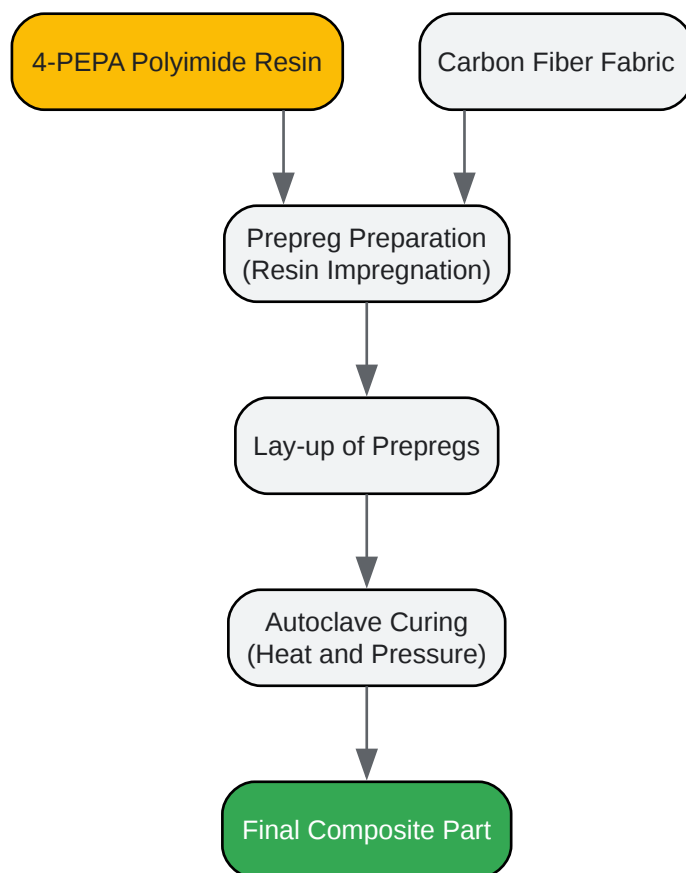 4-PEPA Polyimide Resin
Carbon Fiber Fabric
Prepreg Preparation
(Resin Impregnation)
Lay-up of Prepregs
Autoclave Curing
(Heat and Pressure)
Final Composite Part